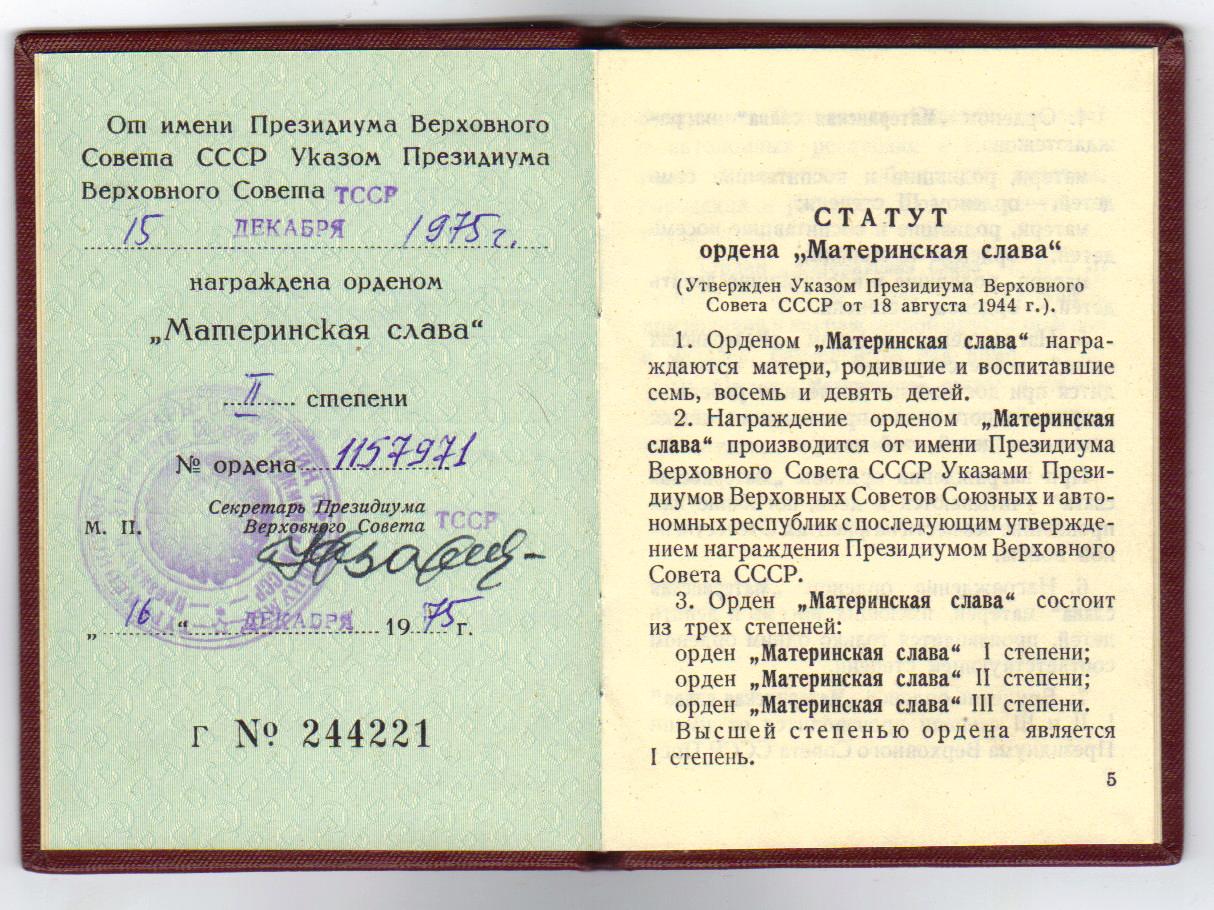 От имени Президиума Верховного
Совета СССР Указом Президиума
Верховного Совета ТССР
15 ДЕКАБРЯ 1975г.
награждена орденом
„Материнская слава“
II степени
№ ордена 1157971
Секретарь Президиума
Верховного Совета ТССР
М. П.
„ 16 “ ДЕКАБРЯ 19 75 г.
Г № 244221
СТАТУТ
ордена „Материнская слава“
(Утвержден Указом Президиума Верховного
Совета СССР от 18 августа 1944 г.).
1. Орденом „Материнская слава“ награ-
ждаются матери, родившие и воспитавшие
семь, восемь и девять детей.
2. Награждение орденом „Материнская
слава“ производится от имени Президиума
Верховного Совета СССР Указами Прези-
диумов Верховных Советов Союзных и авто-
номных республик с последующим утвержде-
нием награждения Президиумом Верховного
Совета СССР.
3. Орден „Материнская слава“ состоит
из трех степеней:
орден „Материнская слава“ I степени;
орден „Материнская слава“ II степени;
орден „Материнская слава“ III степени.
Высшей степенью ордена является
I степень.
5